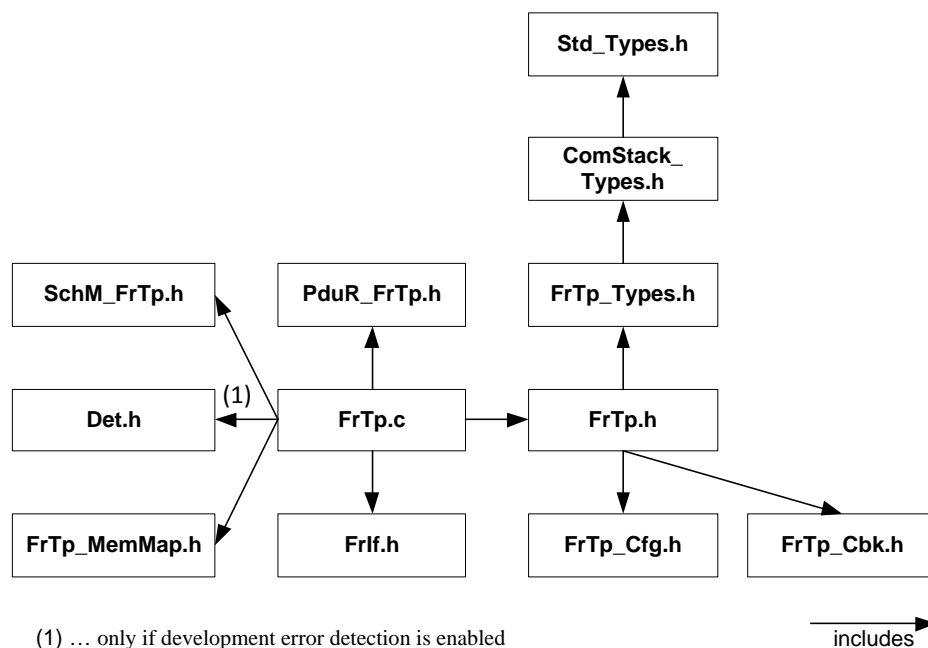 Std_Types.h
ComStack_
Types.h
SchM_FrTp.h
PduR_FrTp.h
FrTp_Types.h
(1)
Det.h
FrTp.c
FrTp.h
FrTp_MemMap.h
FrIf.h
FrTp_Cfg.h
FrTp_Cbk.h
(1) … only if development error detection is enabled
includes